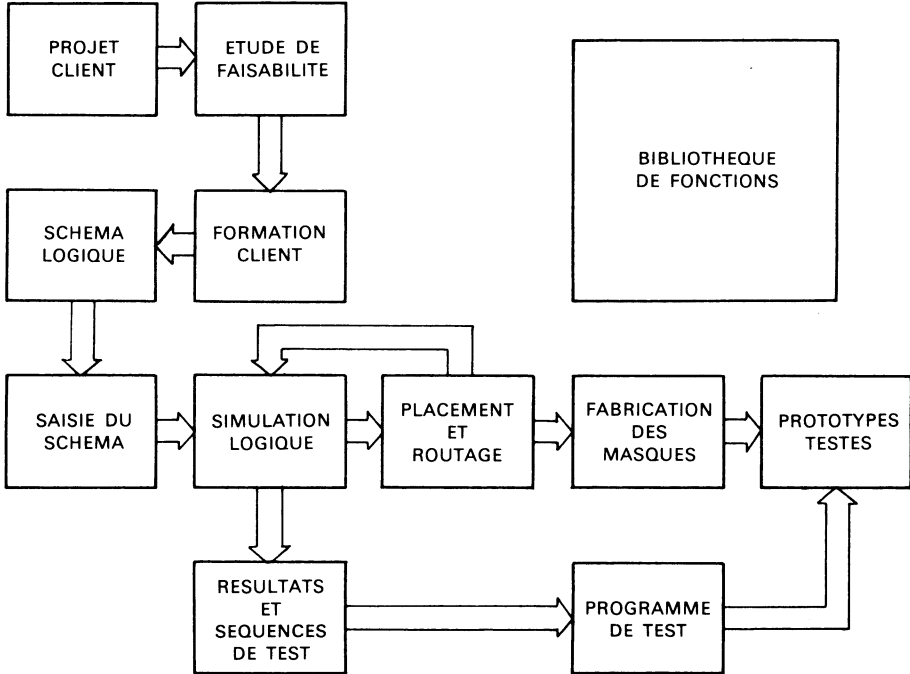 PROJET
CLIENT
ETUDE DE
FAISABILITE
BIBLIOTHEQUE
DE FONCTIONS
SCHEMA
LOGIQUE
FORMATION
CLIENT
SAISIE DU
SCHEMA
SIMULATION
LOGIQUE
PLACEMENT
ET
ROUTAGE
FABRICATION
DES
MASQUES
PROTOTYPES
TESTES
RESULTATS
ET
SEQUENCES
DE TEST
PROGRAMME
DE TEST